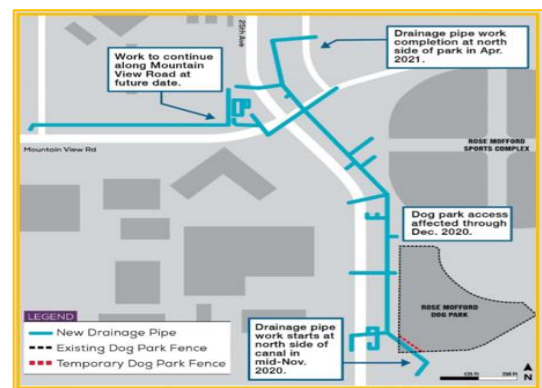 25th Ave
Drainage pipe work
completion at north
side of park in Apr.
2021.
Work to continue
along Mountain
View Road at
future date.
Mountain View Rd
ROSE MOFFORD
SPORTS COMPLEX
Dog park access
affected through
Dec. 2020.
ROSE MOFFORD
DOG PARK
LEGEND
New Drainage Pipe
Existing Dog Park Fence
Temporary Dog Park Fence
Drainage pipe
work starts at
north side of
canal in
mid-Nov.
2020.
N